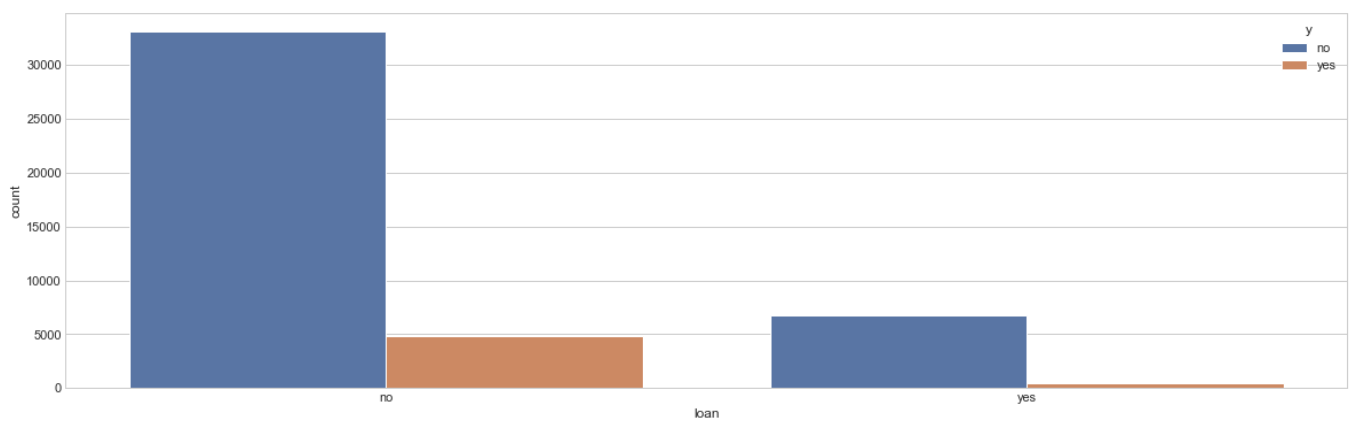 y
no
yes
30000
25000
20000
15000
10000
5000
0
count
no yes
loan